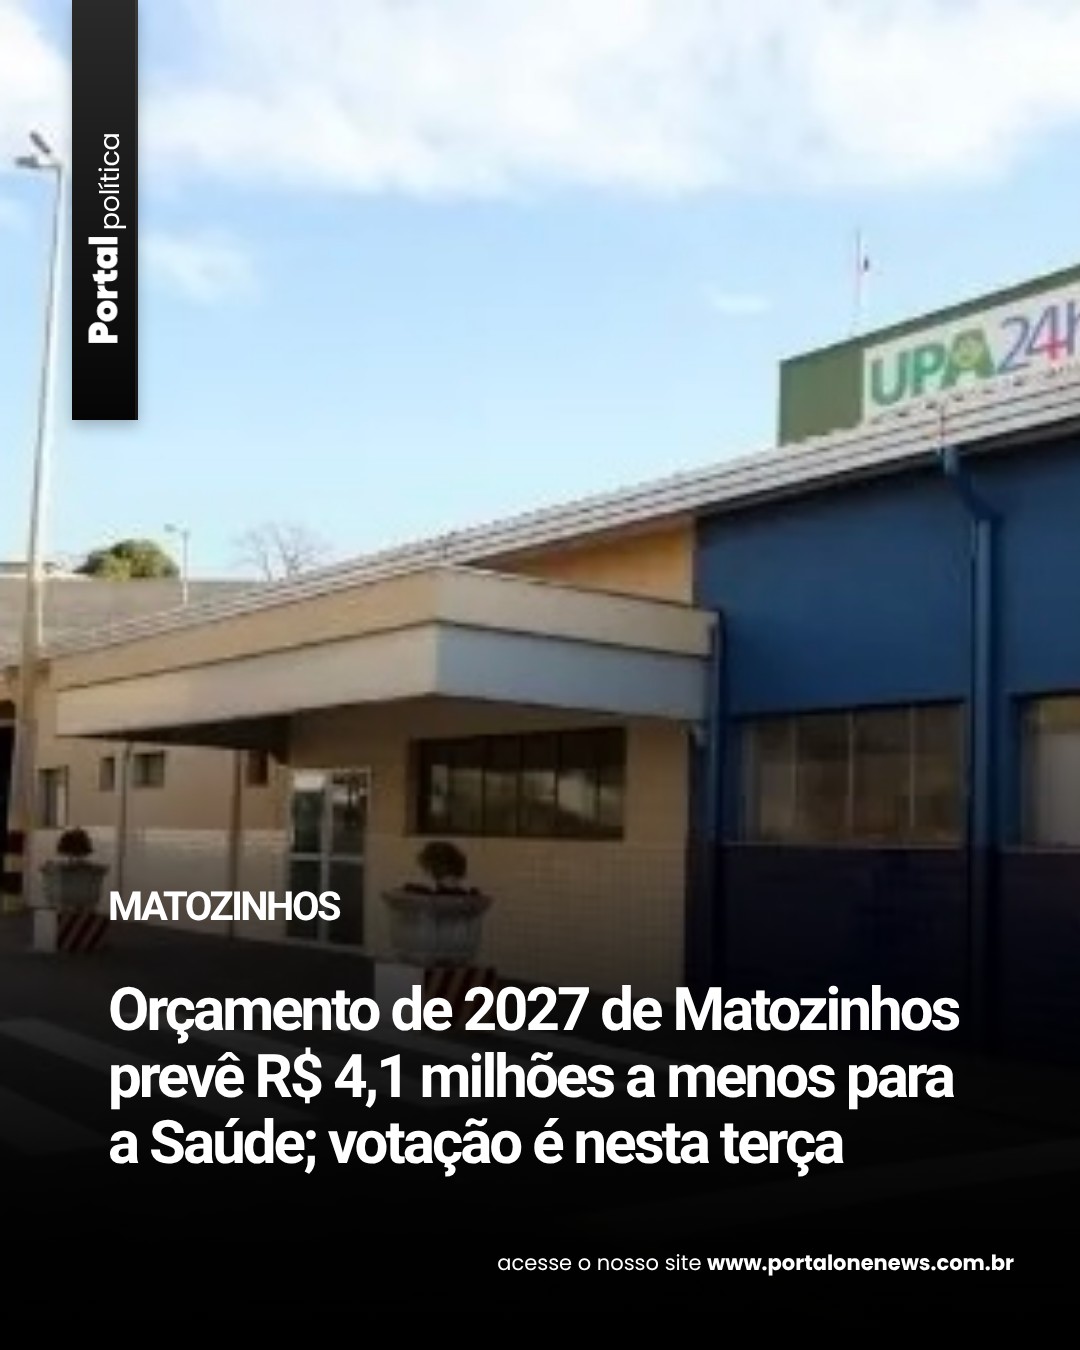 Portal política
UPA 24h
MATOZINHOS
Orçamento de 2027 de Matozinhos
prevê R$ 4,1 milhões a menos para
a Saúde; votação é nesta terça
acesse o nosso site www.portalonenews.com.br